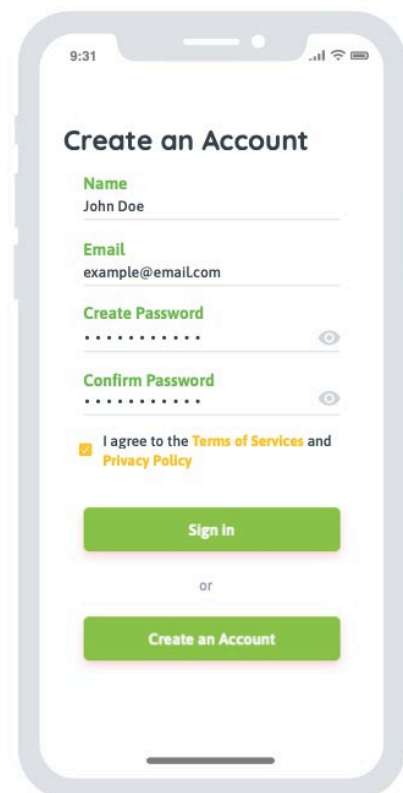 9:31
Create an Account
Name
John Doe
Email
example@email.com
Create Password
Confirm Password
I agree to the Terms of Services and
Privacy Policy
Sign in
or
Create an Account